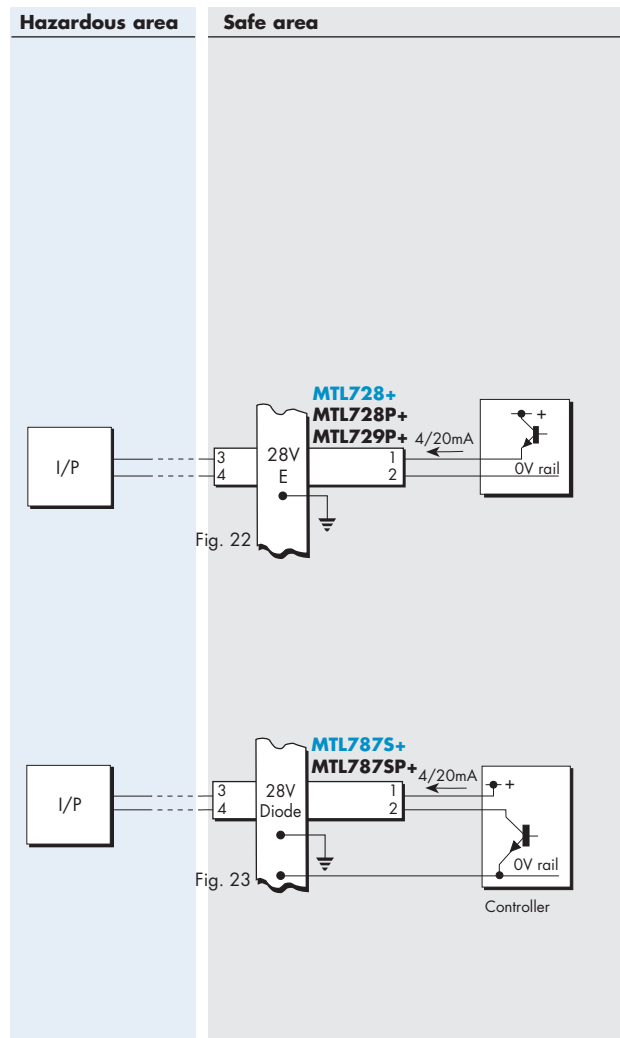 Hazardous area
Safe area
MTL728+
MTL728P+
MTL729P+
4/20mA
+
I/P
3
4
28V
E
1
2
0V rail
Fig. 22
MTL787S+
MTL787SP+
4/20mA
+
I/P
3
4
28V
Diode
1
2
0V rail
Fig. 23
Controller